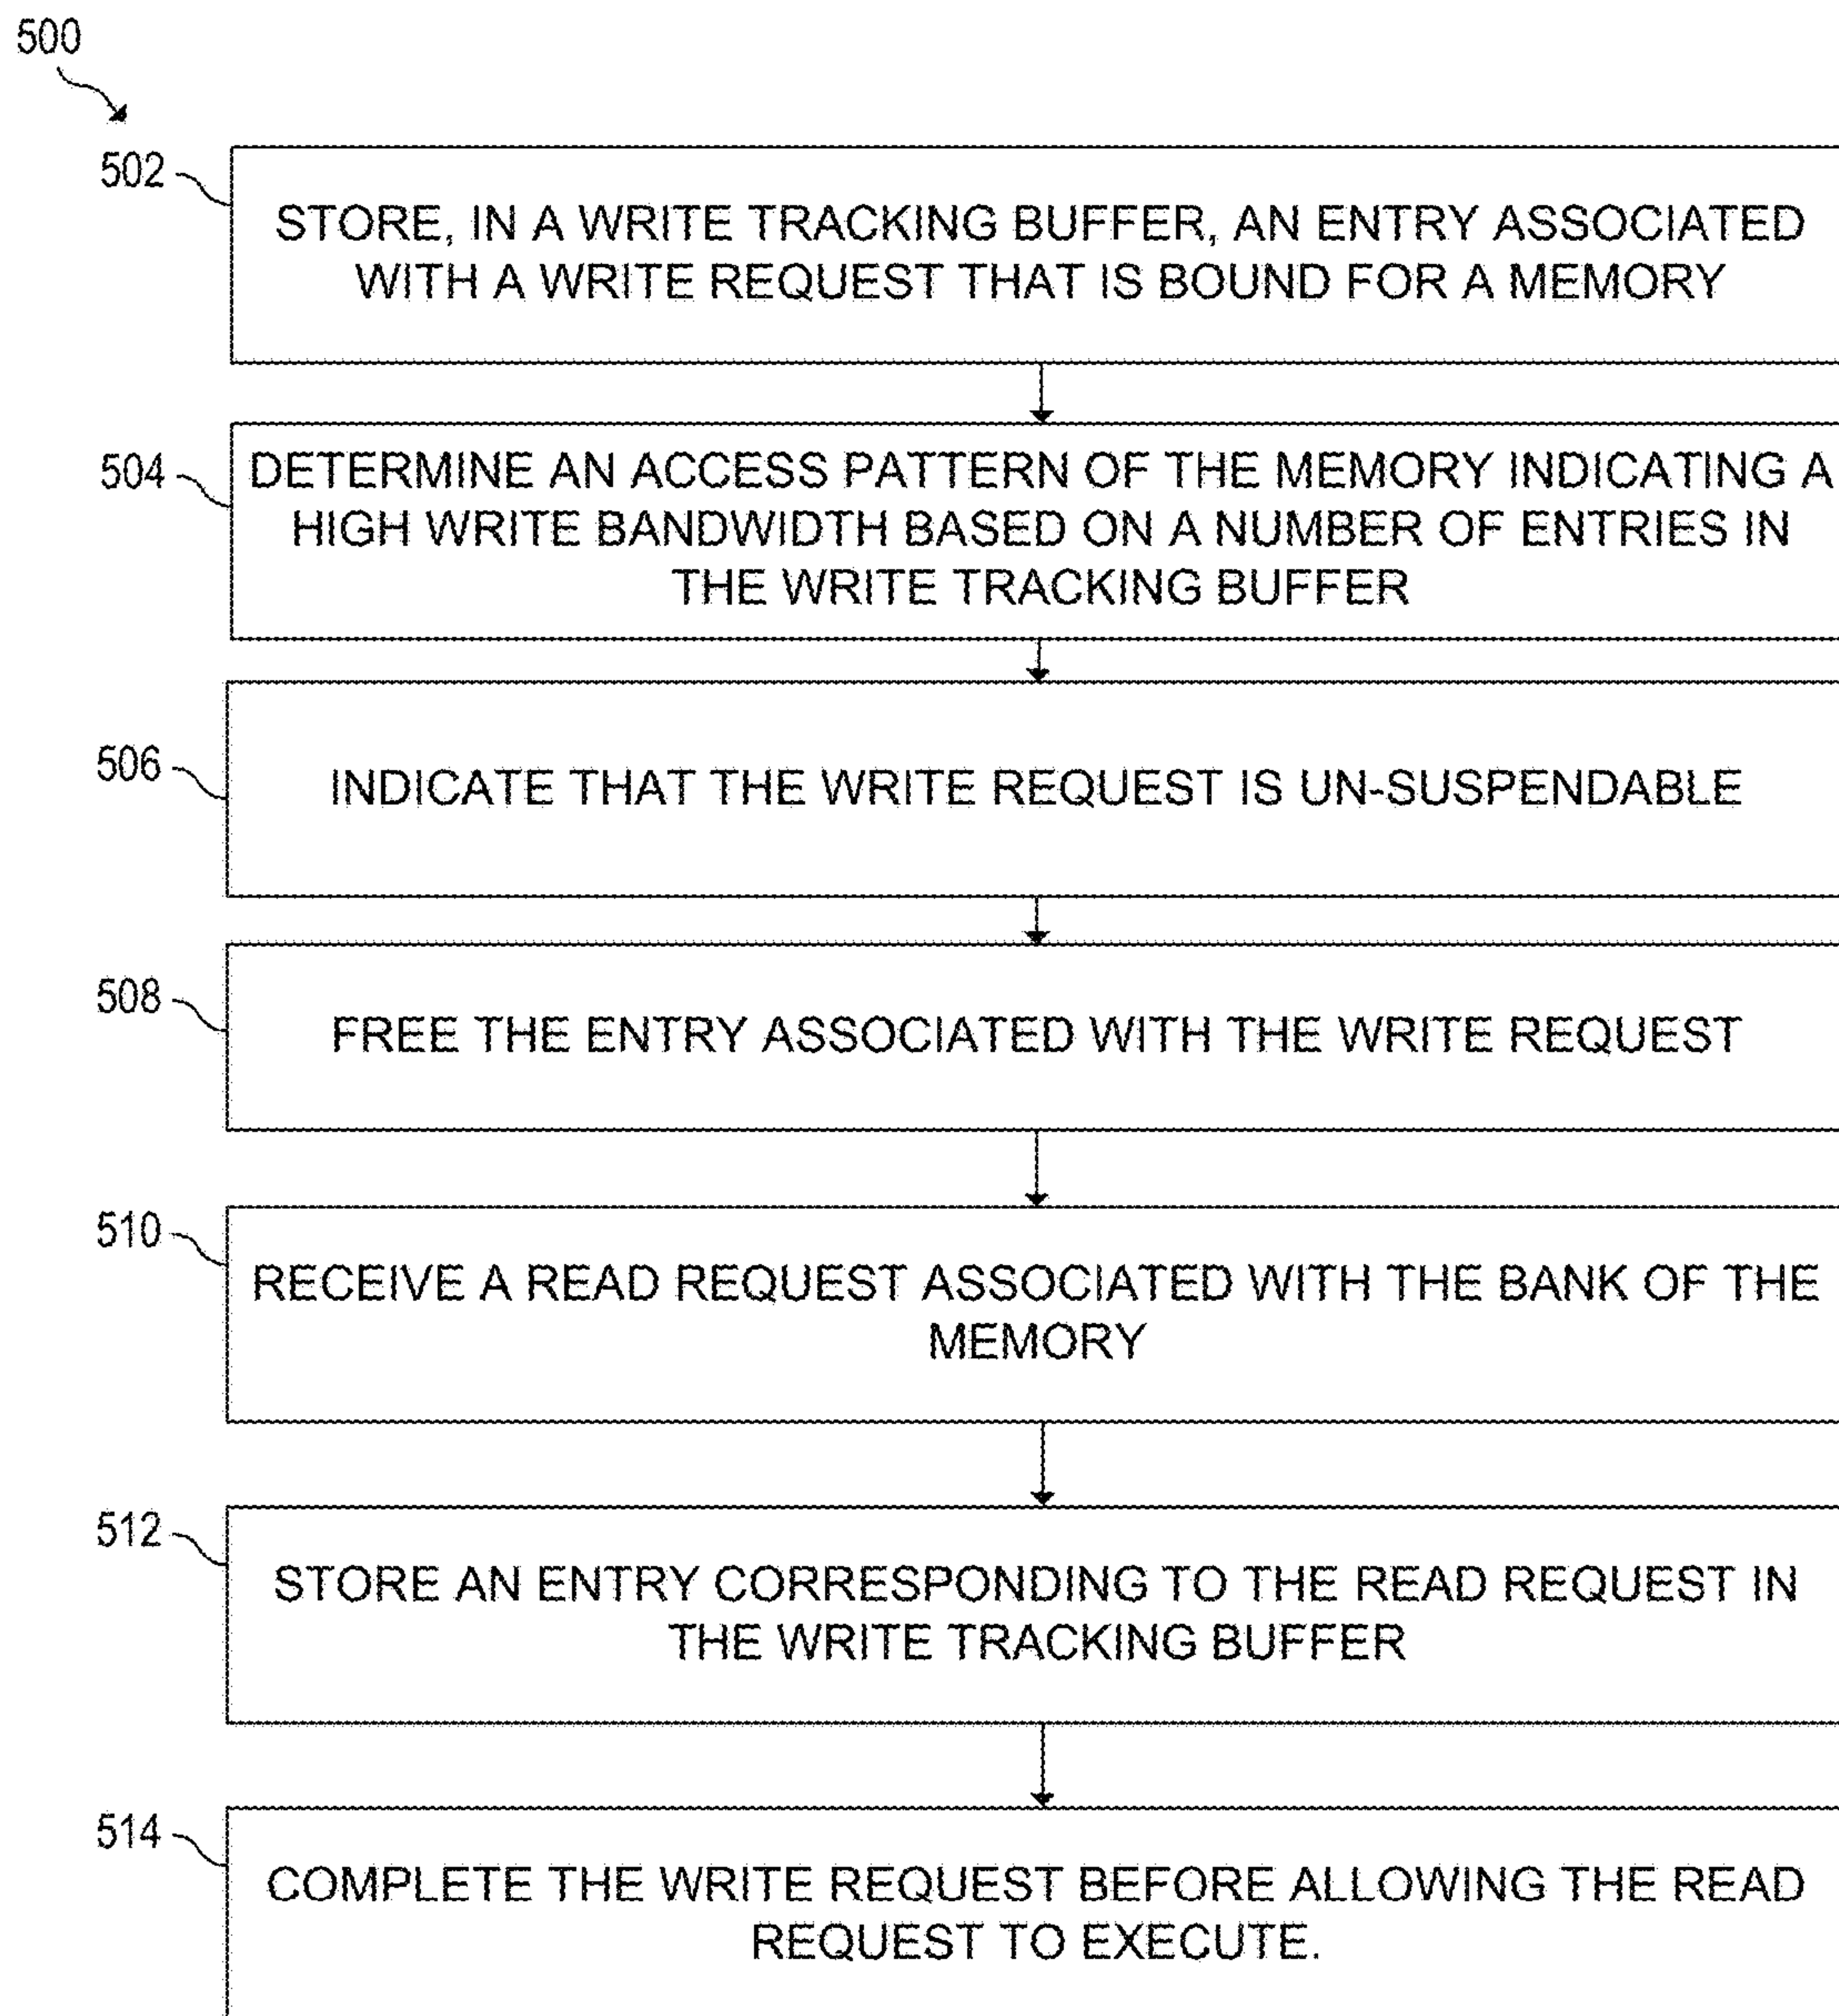 500
502
STORE, IN A WRITE TRACKING BUFFER, AN ENTRY ASSOCIATED
WITH A WRITE REQUEST THAT IS BOUND FOR A MEMORY
504
DETERMINE AN ACCESS PATTERN OF THE MEMORY INDICATING A
HIGH WRITE BANDWIDTH BASED ON A NUMBER OF ENTRIES IN
THE WRITE TRACKING BUFFER
506
INDICATE THAT THE WRITE REQUEST IS UN-SUSPENDABLE
508
FREE THE ENTRY ASSOCIATED WITH THE WRITE REQUEST
510
RECEIVE A READ REQUEST ASSOCIATED WITH THE BANK OF THE
MEMORY
512
STORE AN ENTRY CORRESPONDING TO THE READ REQUEST IN
THE WRITE TRACKING BUFFER
514
COMPLETE THE WRITE REQUEST BEFORE ALLOWING THE READ
REQUEST TO EXECUTE.